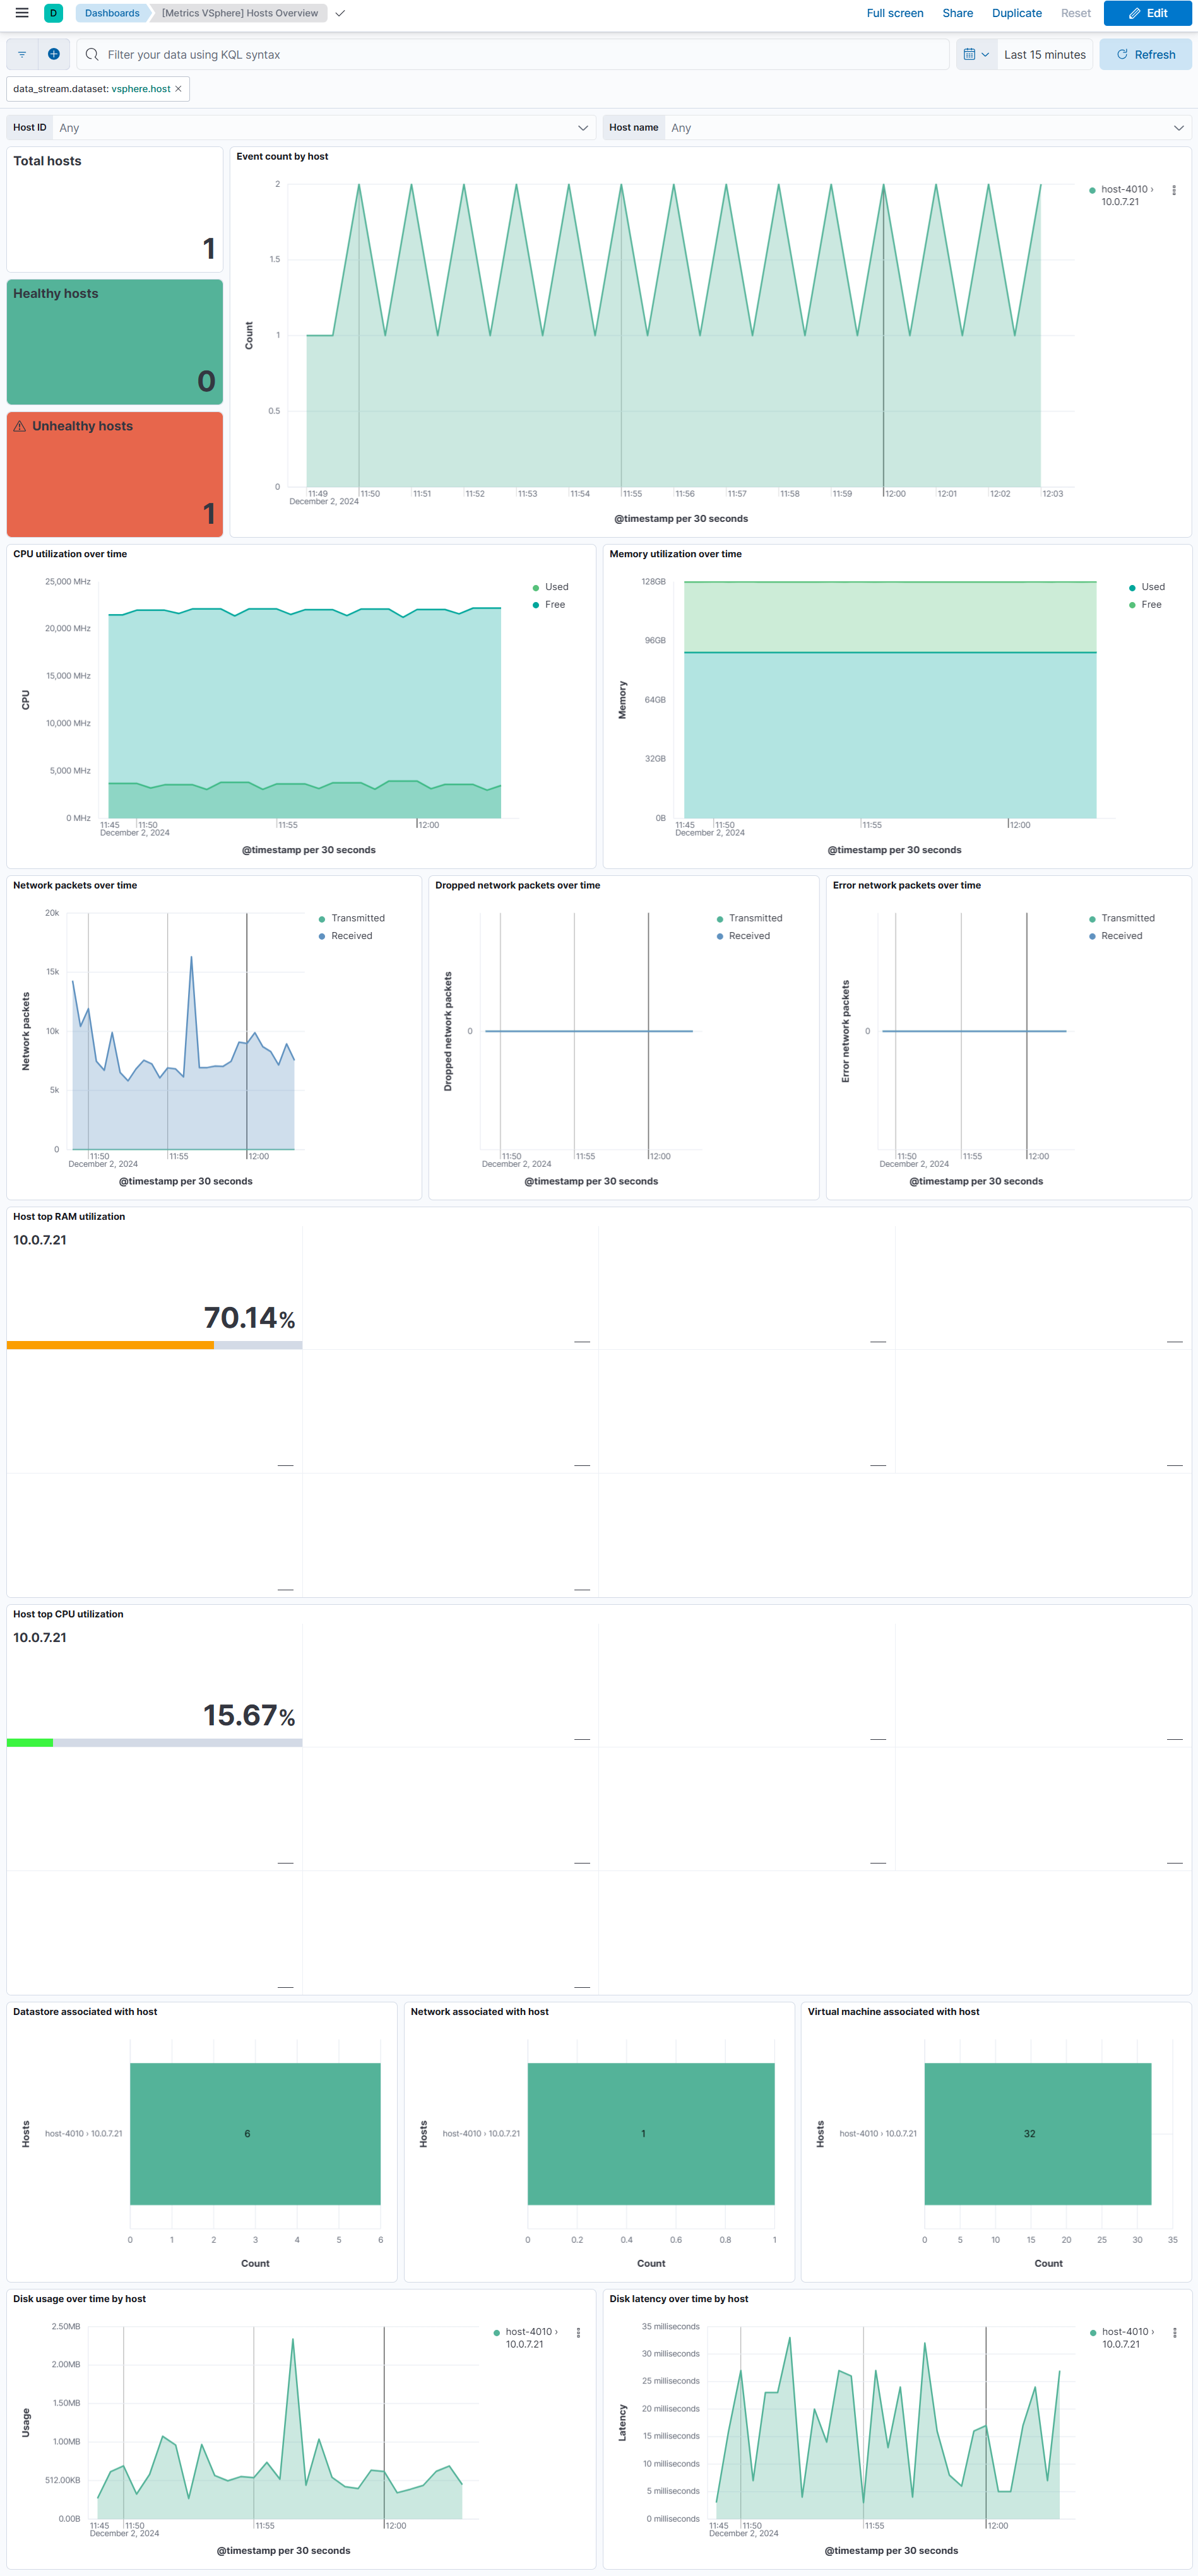 D
Dashboards
[Metrics VSphere] Hosts Overview
Full screen
Share
Duplicate
Reset
Edit
Filter your data using KQL syntax
Last 15 minutes
Refresh
data_stream.dataset: vsphere.host ×
Host ID Any
Host name Any
Total hosts
1
Healthy hosts
0
Unhealthy hosts
1
Event count by host
2
1.5
1
0.5
0
Count
11:49 11:50 11:51 11:52 11:53 11:54 11:55 11:56 11:57 11:58 11:59 12:00 12:01 12:02 12:03
December 2, 2024
@timestamp per 30 seconds
host-4010 ›
10.0.7.21
CPU utilization over time
25,000 MHz
20,000 MHz
15,000 MHz
10,000 MHz
5,000 MHz
0 MHz
CPU
11:45 11:50 11:55 12:00
December 2, 2024
@timestamp per 30 seconds
Used
Free
Memory utilization over time
128GB
96GB
64GB
32GB
0B
Memory
11:45 11:50 11:55 12:00
December 2, 2024
@timestamp per 30 seconds
Used
Free
Network packets over time
20k
15k
10k
5k
0
Network packets
11:50 11:55 12:00
December 2, 2024
@timestamp per 30 seconds
Transmitted
Received
Dropped network packets over time
0
Dropped network packets
11:50 11:55 12:00
December 2, 2024
@timestamp per 30 seconds
Transmitted
Received
Error network packets over time
0
Error network packets
11:50 11:55 12:00
December 2, 2024
@timestamp per 30 seconds
Transmitted
Received
Host top RAM utilization
10.0.7.21
70.14%
Host top CPU utilization
10.0.7.21
15.67%
Datastore associated with host
Hosts
host-4010 › 10.0.7.21
6
0 1 2 3 4 5 6
Count
Network associated with host
Hosts
host-4010 › 10.0.7.21
1
0 0.2 0.4 0.6 0.8 1
Count
Virtual machine associated with host
Hosts
host-4010 › 10.0.7.21
32
0 5 10 15 20 25 30 35
Count
Disk usage over time by host
2.50MB
2.00MB
1.50MB
1.00MB
512.00KB
0.00B
Usage
11:45 11:50 11:55 12:00
December 2, 2024
@timestamp per 30 seconds
host-4010 ›
10.0.7.21
Disk latency over time by host
35 milliseconds
30 milliseconds
25 milliseconds
20 milliseconds
15 milliseconds
10 milliseconds
5 milliseconds
0 milliseconds
Latency
11:45 11:50 11:55 12:00
December 2, 2024
@timestamp per 30 seconds
host-4010 ›
10.0.7.21